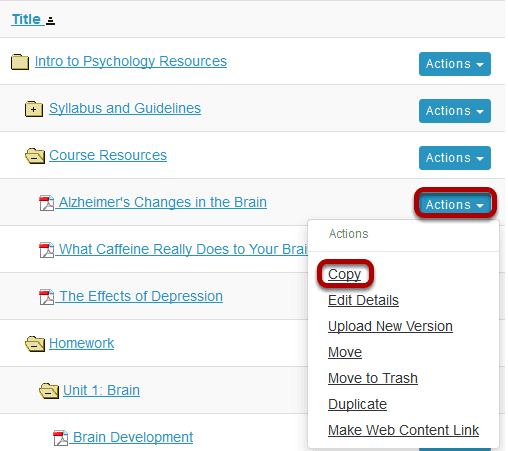 Title
Intro to Psychology Resources Actions
Syllabus and Guidelines Actions
Course Resources Actions
Alzheimer's Changes in the Brain Actions
Actions
What Caffeine Really Does to Your Brai
Copy
The Effects of Depression
Edit Details
Upload New Version
Homework
Move
Unit 1: Brain
Move to Trash
Duplicate
Brain Development
Make Web Content Link